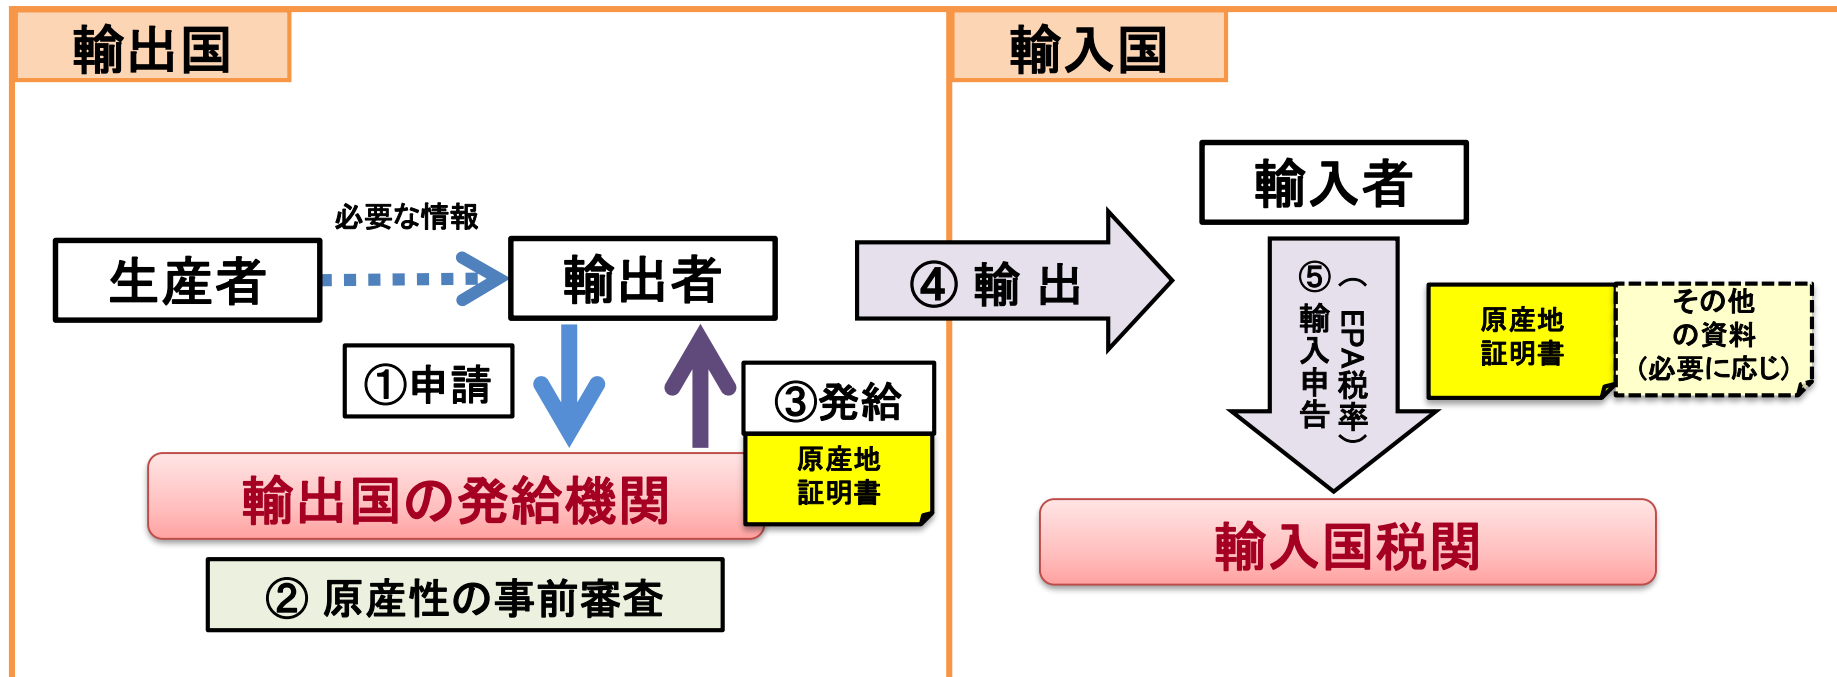 輸出国
輸入国
必要な情報
生産者
輸出者
①申請
③発給
原産地
証明書
輸出国の発給機関
② 原産性の事前審査
④ 輸 出
輸入者
⑤輸入申告
（EPA税率）
原産地
証明書
その他
の資料
（必要に応じ）
輸入国税関